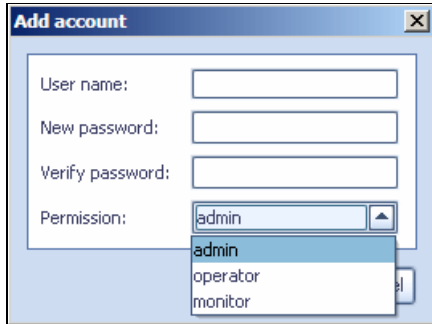 Add account
User name:
New password:
Verify password:
Permission: admin
admin
operator
monitor